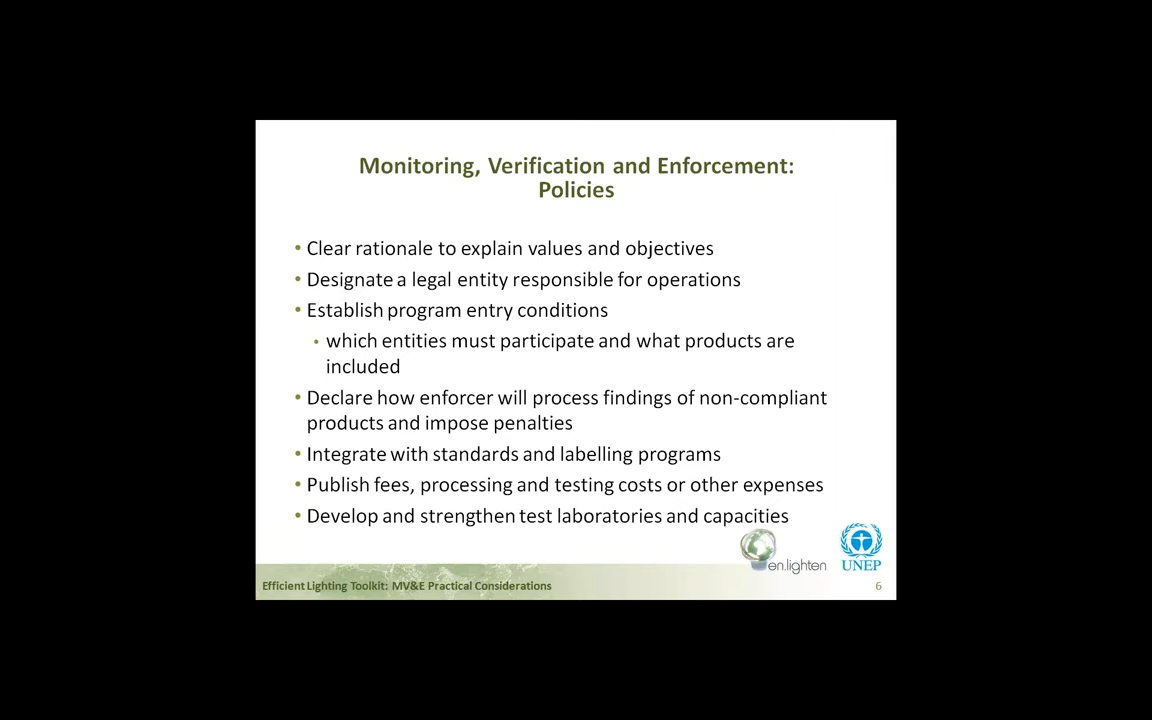 Monitoring, Verification and Enforcement:
Policies
• Clear rationale to explain values and objectives
• Designate a legal entity responsible for operations
• Establish program entry conditions
• which entities must participate and what products are
included
• Declare how enforcer will process findings of non-compliant
products and impose penalties
• Integrate with standards and labelling programs
• Publish fees, processing and testing costs or other expenses
• Develop and strengthen test laboratories and capacities
en.lighten
UNEP
Efficient Lighting Toolkit: MV&E Practical Considerations
6